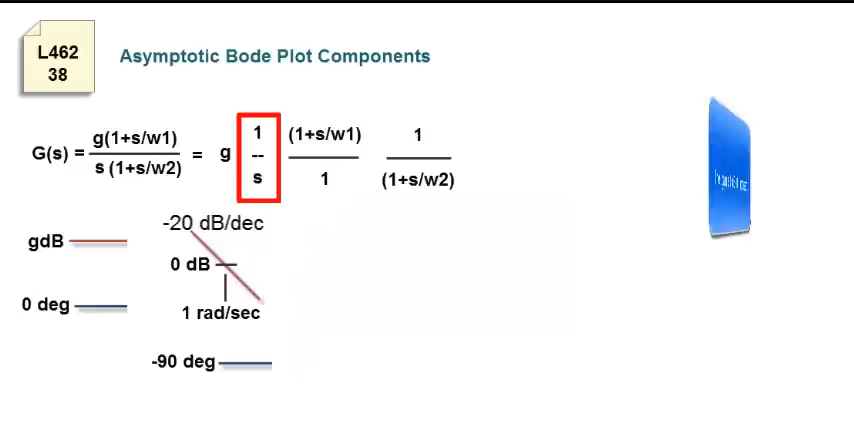 L462
38
Asymptotic Bode Plot Components
G(s) = g(1+s/w1) / s (1+s/w2) = g 1 -- s (1+s/w1) / 1 1 / (1+s/w2)
gdB
-20 dB/dec
0 dB
0 deg
1 rad/sec
-90 deg